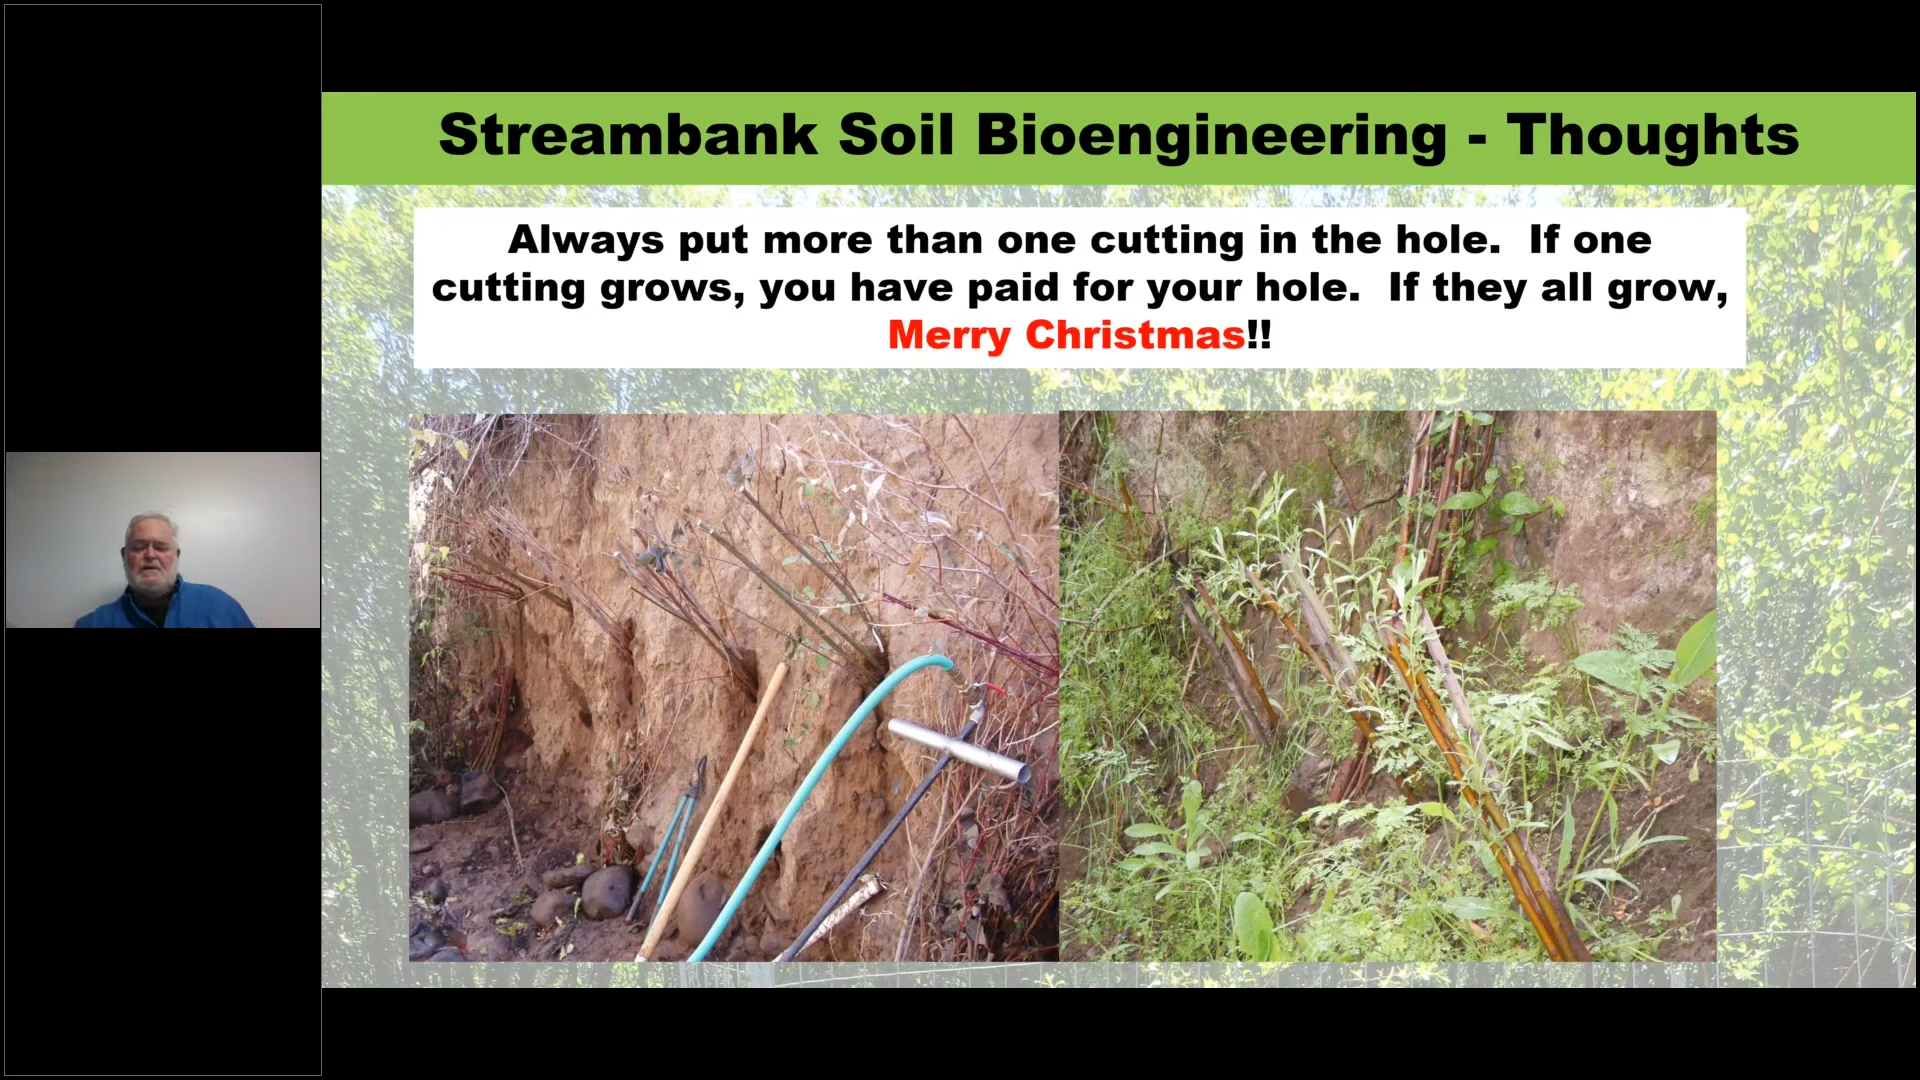 Streambank Soil Bioengineering - Thoughts
Always put more than one cutting in the hole.  If one
cutting grows, you have paid for your hole.  If they all grow,
Merry Christmas!!